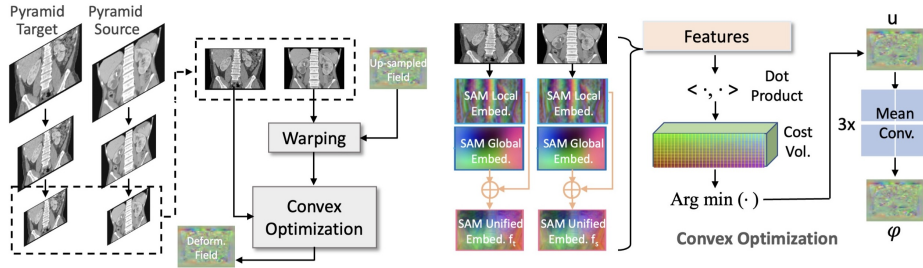 Pyramid
Target
Pyramid
Source
Up-sampled
Field
Warping
Convex
Optimization
Deform.
Field
SAM Local
Embed.
SAM Local
Embed.
SAM Global
Embed.
SAM Global
Embed.
SAM Unified
Embed. fₜ
SAM Unified
Embed. fₛ
Features
< ·, · > Dot
Product
Cost
Vol.
Arg min (·)
Convex Optimization
3x
u
Mean
Conv.
φ